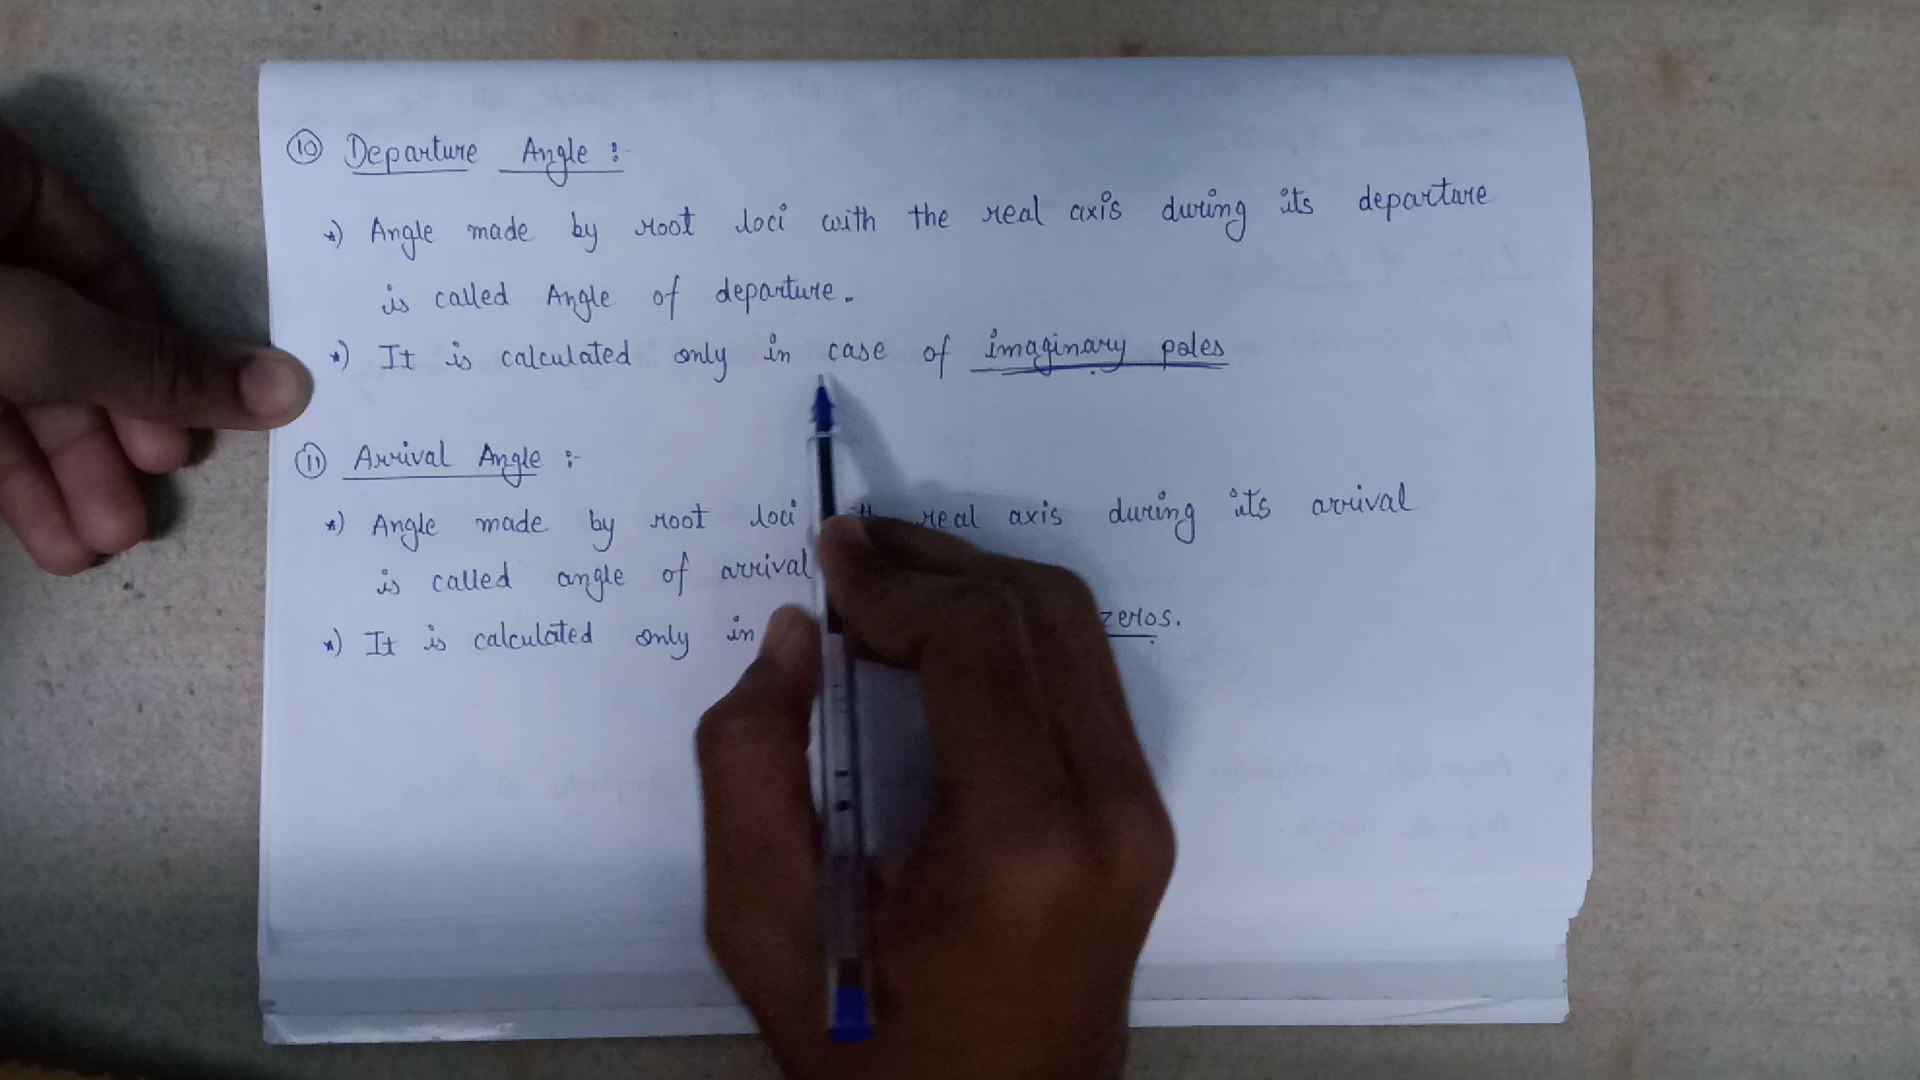 10 Departure Angle :-
*) Angle made by root loci with the real axis during its departure
is called Angle of departure.
*) It is calculated only in case of imaginary poles
11 Arrival Angle :-
*) Angle made by root loci real axis during its arrival
is called angle of arrival
*) It is calculated only in zeros.